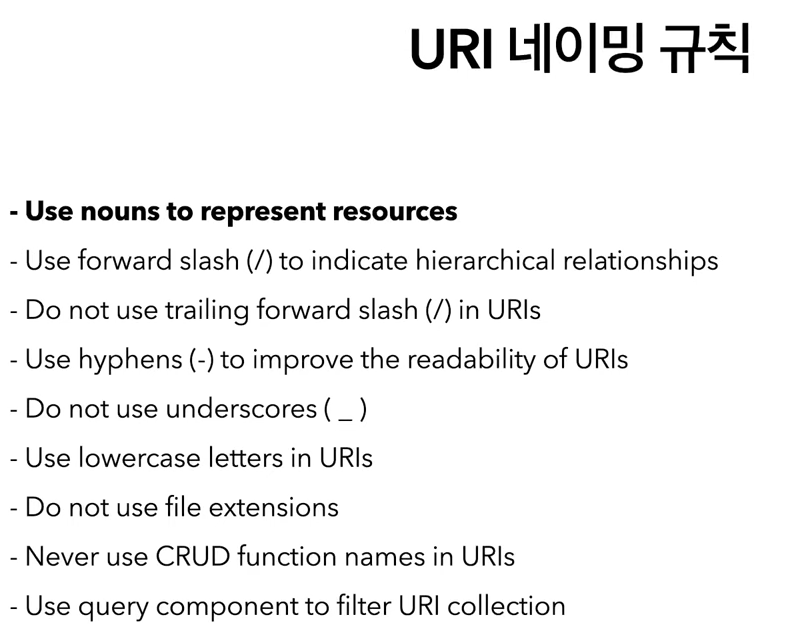 URI 네이밍 규칙
- Use nouns to represent resources
- Use forward slash (/) to indicate hierarchical relationships
- Do not use trailing forward slash (/) in URIs
- Use hyphens (-) to improve the readability of URIs
- Do not use underscores ( _ )
- Use lowercase letters in URIs
- Do not use file extensions
- Never use CRUD function names in URIs
- Use query component to filter URI collection